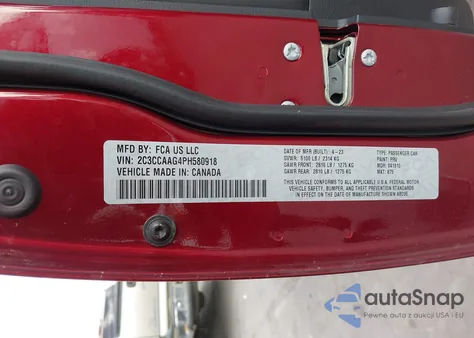 MFD BY: FCA US LLC
VIN: 2C3CCAAG4PH580918
VEHICLE MADE IN: CANADA
DATE OF MFR (BUILT): 4-23
GVWR: 5100 LB / 2314 KG
GAWR FRONT: 2810 LB / 1275 KG
GAWR REAR: 2810 LB / 1275 KG
TYPE: PASSENGER CAR
PAINT: PRV
THIS VEHICLE CONFORMS TO ALL APPLICABLE
FEDERAL MOTOR VEHICLE SAFETY, BUMPER,
AND THEFT PREVENTION STANDARDS IN EFFECT
ON THE DATE OF MANUFACTURE SHOWN ABOVE.
autoSnap
Pewne auta z aukcji USA i EU